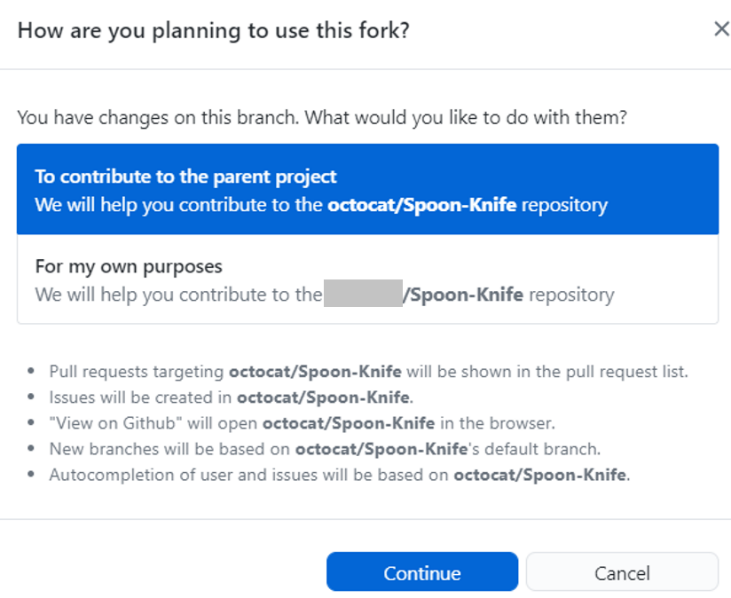 How are you planning to use this fork?
You have changes on this branch. What would you like to do with them?
To contribute to the parent project
We will help you contribute to the octocat/Spoon-Knife repository
For my own purposes
We will help you contribute to the /Spoon-Knife repository
• Pull requests targeting octocat/Spoon-Knife will be shown in the pull request list.
• Issues will be created in octocat/Spoon-Knife.
• "View on Github" will open octocat/Spoon-Knife in the browser.
• New branches will be based on octocat/Spoon-Knife's default branch.
• Autocompletion of user and issues will be based on octocat/Spoon-Knife.
Continue Cancel